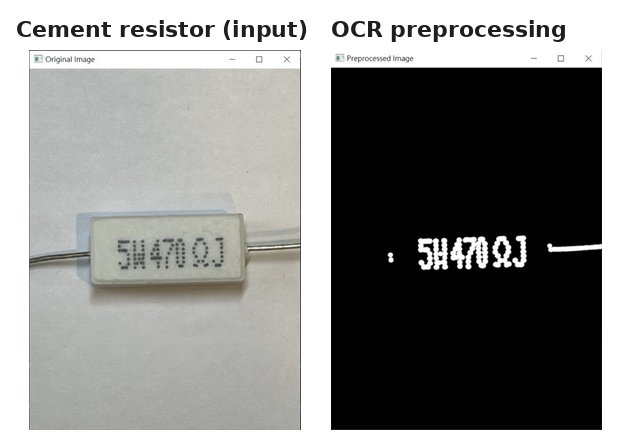 Cement resistor (input)
OCR preprocessing
Original Image
Preprocessed Image
5W470ΩJ
5W470ΩJ